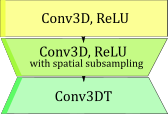 Conv3D, ReLU
Conv3D, ReLU
with spatial subsampling
Conv3DT